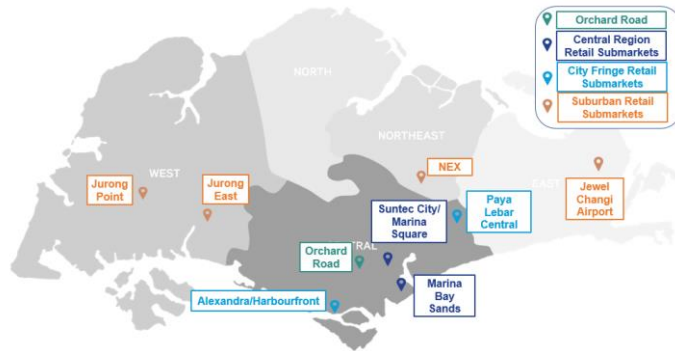 Orchard Road
Central Region
Retail Submarkets
City Fringe Retail
Submarkets
Suburban Retail
Submarkets
NORTH
NORTHEAST
WEST
EAST
NEX
Jurong
Point
Jurong
East
Suntec City/
Marina
Square
Paya
Lebar
Central
Jewel
Changi
Airport
Orchard
Road
TRAL
Alexandra/Harbourfront
Marina
Bay
Sands